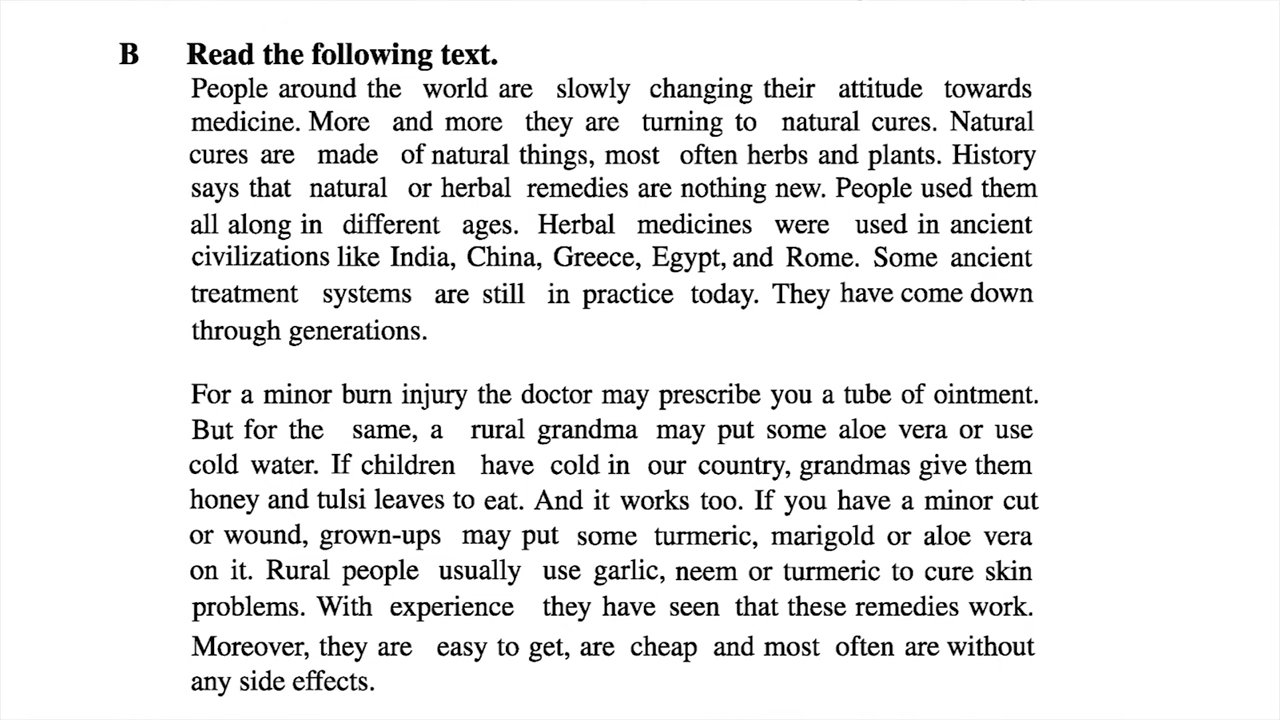 B Read the following text.
People around the world are slowly changing their attitude towards
medicine. More and more they are turning to natural cures. Natural
cures are made of natural things, most often herbs and plants. History
says that natural or herbal remedies are nothing new. People used them
all along in different ages. Herbal medicines were used in ancient
civilizations like India, China, Greece, Egypt, and Rome. Some ancient
treatment systems are still in practice today. They have come down
through generations.
For a minor burn injury the doctor may prescribe you a tube of ointment.
But for the same, a rural grandma may put some aloe vera or use
cold water. If children have cold in our country, grandmas give them
honey and tulsi leaves to eat. And it works too. If you have a minor cut
or wound, grown-ups may put some turmeric, marigold or aloe vera
on it. Rural people usually use garlic, neem or turmeric to cure skin
problems. With experience they have seen that these remedies work.
Moreover, they are easy to get, are cheap and most often are without
any side effects.